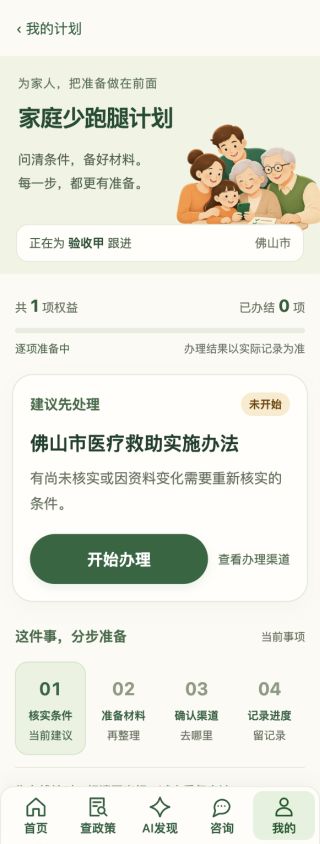 ‹ 我的计划
为家人，把准备做在前面
家庭少跑腿计划
问清条件，备好材料。
每一步，都更有准备。
正在为 验收甲 跟进 佛山市
共 1 项权益 已办结 0 项
逐项准备中 办理结果以实际记录为准
建议先处理 未开始
佛山市医疗救助实施办法
有尚未核实或因资料变化需要重新核实的
条件。
开始办理 查看办理渠道
这件事，分步准备 当前事项
01 02 03 04
核实条件 准备材料 确认渠道 记录进度
当前建议 再整理 去哪里 留记录
首页 查政策 AI发现 咨询 我的